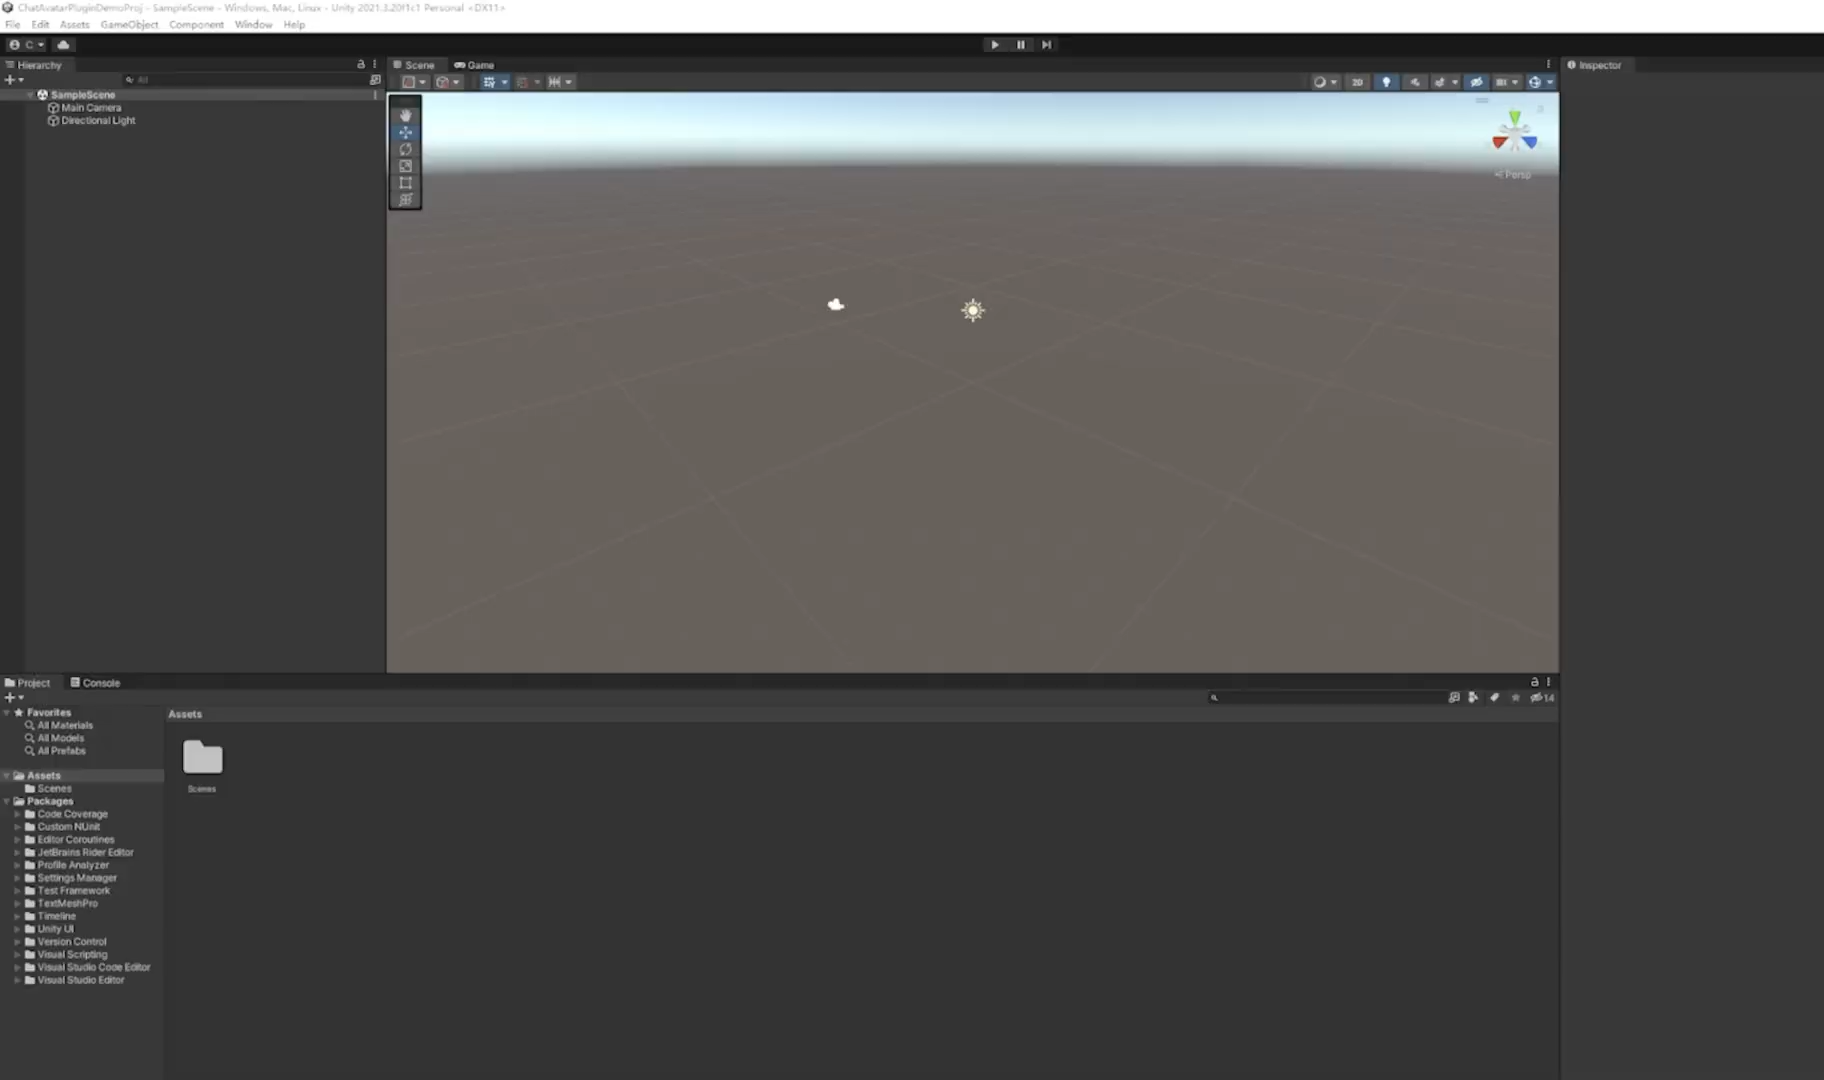 ChatAvatarPluginDemoProj - SampleScene - Windows, Mac, Linux - Unity 2021.3.20f1c1 Personal <DX11>
File Edit Assets GameObject Component Window Help
C
Hierarchy
All
SampleScene
Main Camera
Directional Light
Scene Game
2D
Persp
Inspector
Project Console
14
Favorites
All Materials
All Models
All Prefabs
Assets
Scenes
Packages
Code Coverage
Custom NUnit
Editor Coroutines
JetBrains Rider Editor
Profile Analyzer
Settings Manager
Test Framework
TextMeshPro
Timeline
Unity UI
Version Control
Visual Scripting
Visual Studio Code Editor
Visual Studio Editor
Assets
Scenes